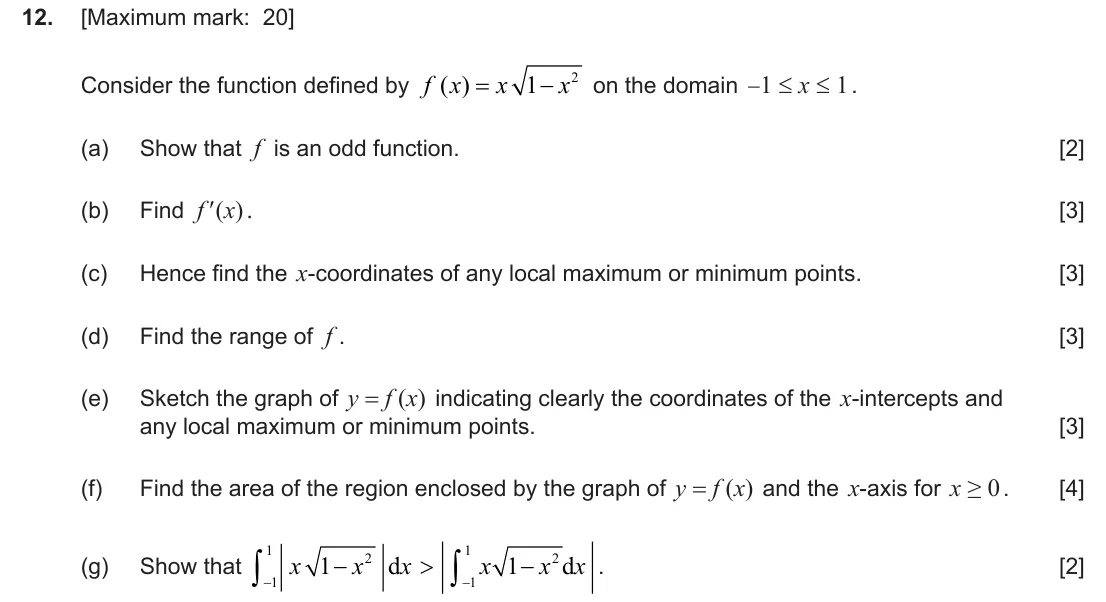 12. [Maximum mark: 20]
Consider the function defined by f (x) = x√(1−x²) on the domain −1 ≤ x ≤ 1.
(a) Show that f is an odd function. [2]
(b) Find f′(x). [3]
(c) Hence find the x-coordinates of any local maximum or minimum points. [3]
(d) Find the range of f. [3]
(e) Sketch the graph of y = f (x) indicating clearly the coordinates of the x-intercepts and
any local maximum or minimum points. [3]
(f) Find the area of the region enclosed by the graph of y = f (x) and the x-axis for x ≥ 0. [4]
(g) Show that ∫₋₁¹ |x√(1−x²)| dx > |∫₋₁¹ x√(1−x²) dx|. [2]